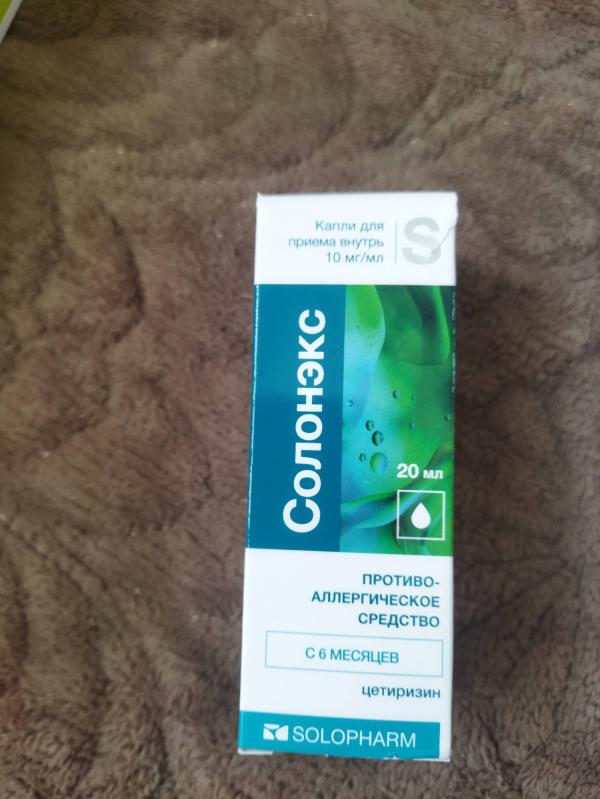 Капли для
приема внутрь
10 мг/мл
S
Солонэкс
20 мл
ПРОТИВО-
АЛЛЕРГИЧЕСКОЕ
СРЕДСТВО
С 6 МЕСЯЦЕВ
цетиризин
SOLOPHARM